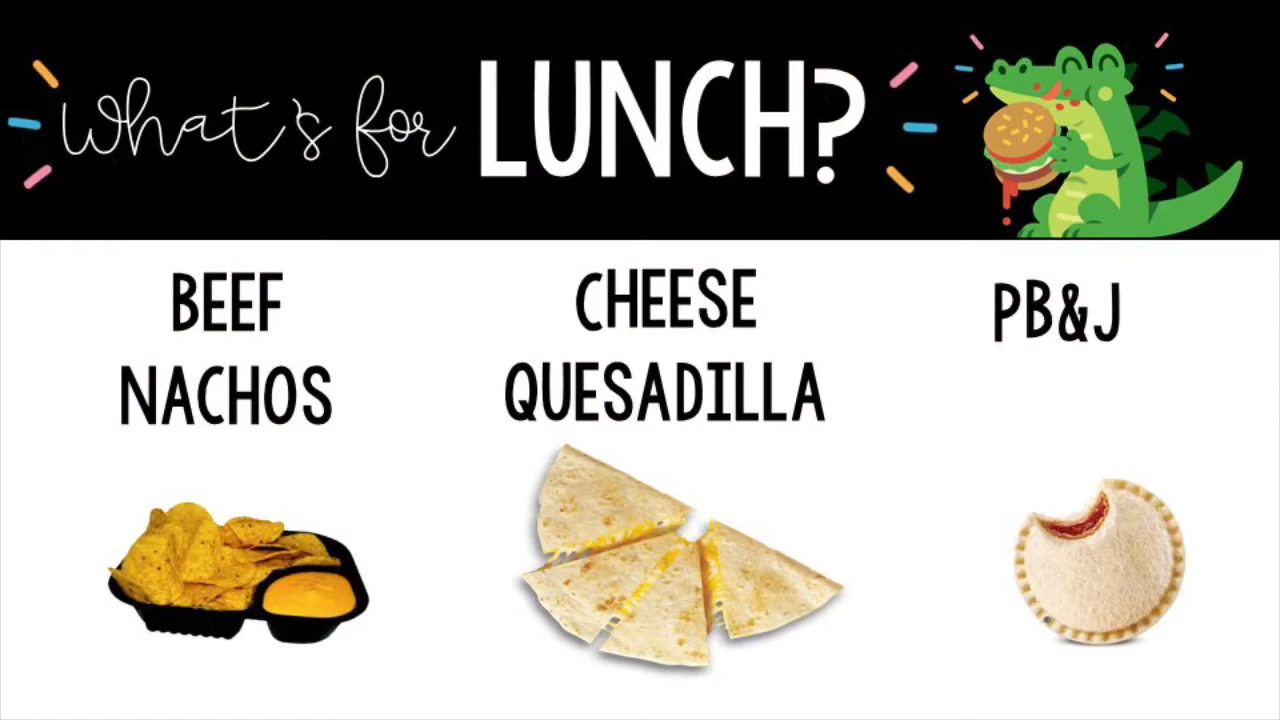 What's for LUNCH?
BEEF
NACHOS
CHEESE
QUESADILLA
PB&J